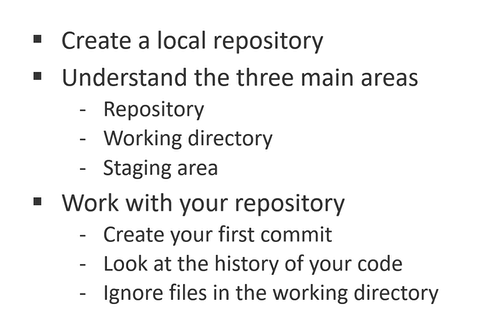 ▪ Create a local repository
▪ Understand the three main areas
- Repository
- Working directory
- Staging area
▪ Work with your repository
- Create your first commit
- Look at the history of your code
- Ignore files in the working directory